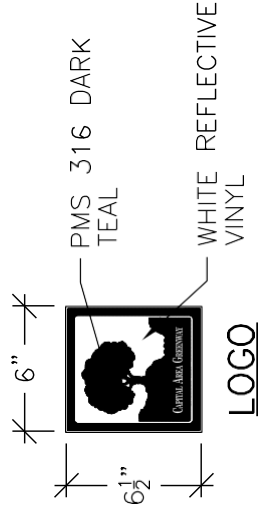 6"
6½"
PMS 316 DARK
TEAL
CAPITAL AREA GREENWAY
WHITE REFLECTIVE
VINYL
LOGO